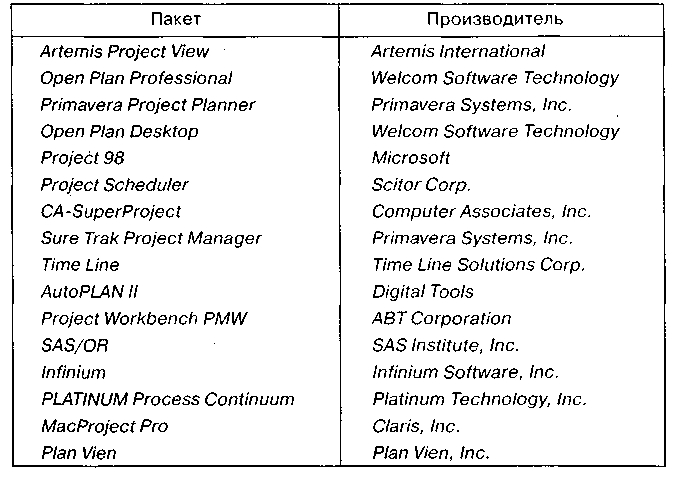 Пакет Производитель
Artemis Project View Artemis International
Open Plan Professional Welcom Software Technology
Primavera Project Planner Primavera Systems, Inc.
Open Plan Desktop Welcom Software Technology
Project 98 Microsoft
Project Scheduler Scitor Corp.
CA-SuperProject Computer Associates, Inc.
Sure Trak Project Manager Primavera Systems, Inc.
Time Line Time Line Solutions Corp.
AutoPLAN II Digital Tools
Project Workbench PMW ABT Corporation
SAS/OR SAS Institute, Inc.
Infinium Infinium Software, Inc.
PLATINUM Process Continuum Platinum Technology, Inc.
MacProject Pro Claris, Inc.
Plan Vien Plan Vien, Inc.